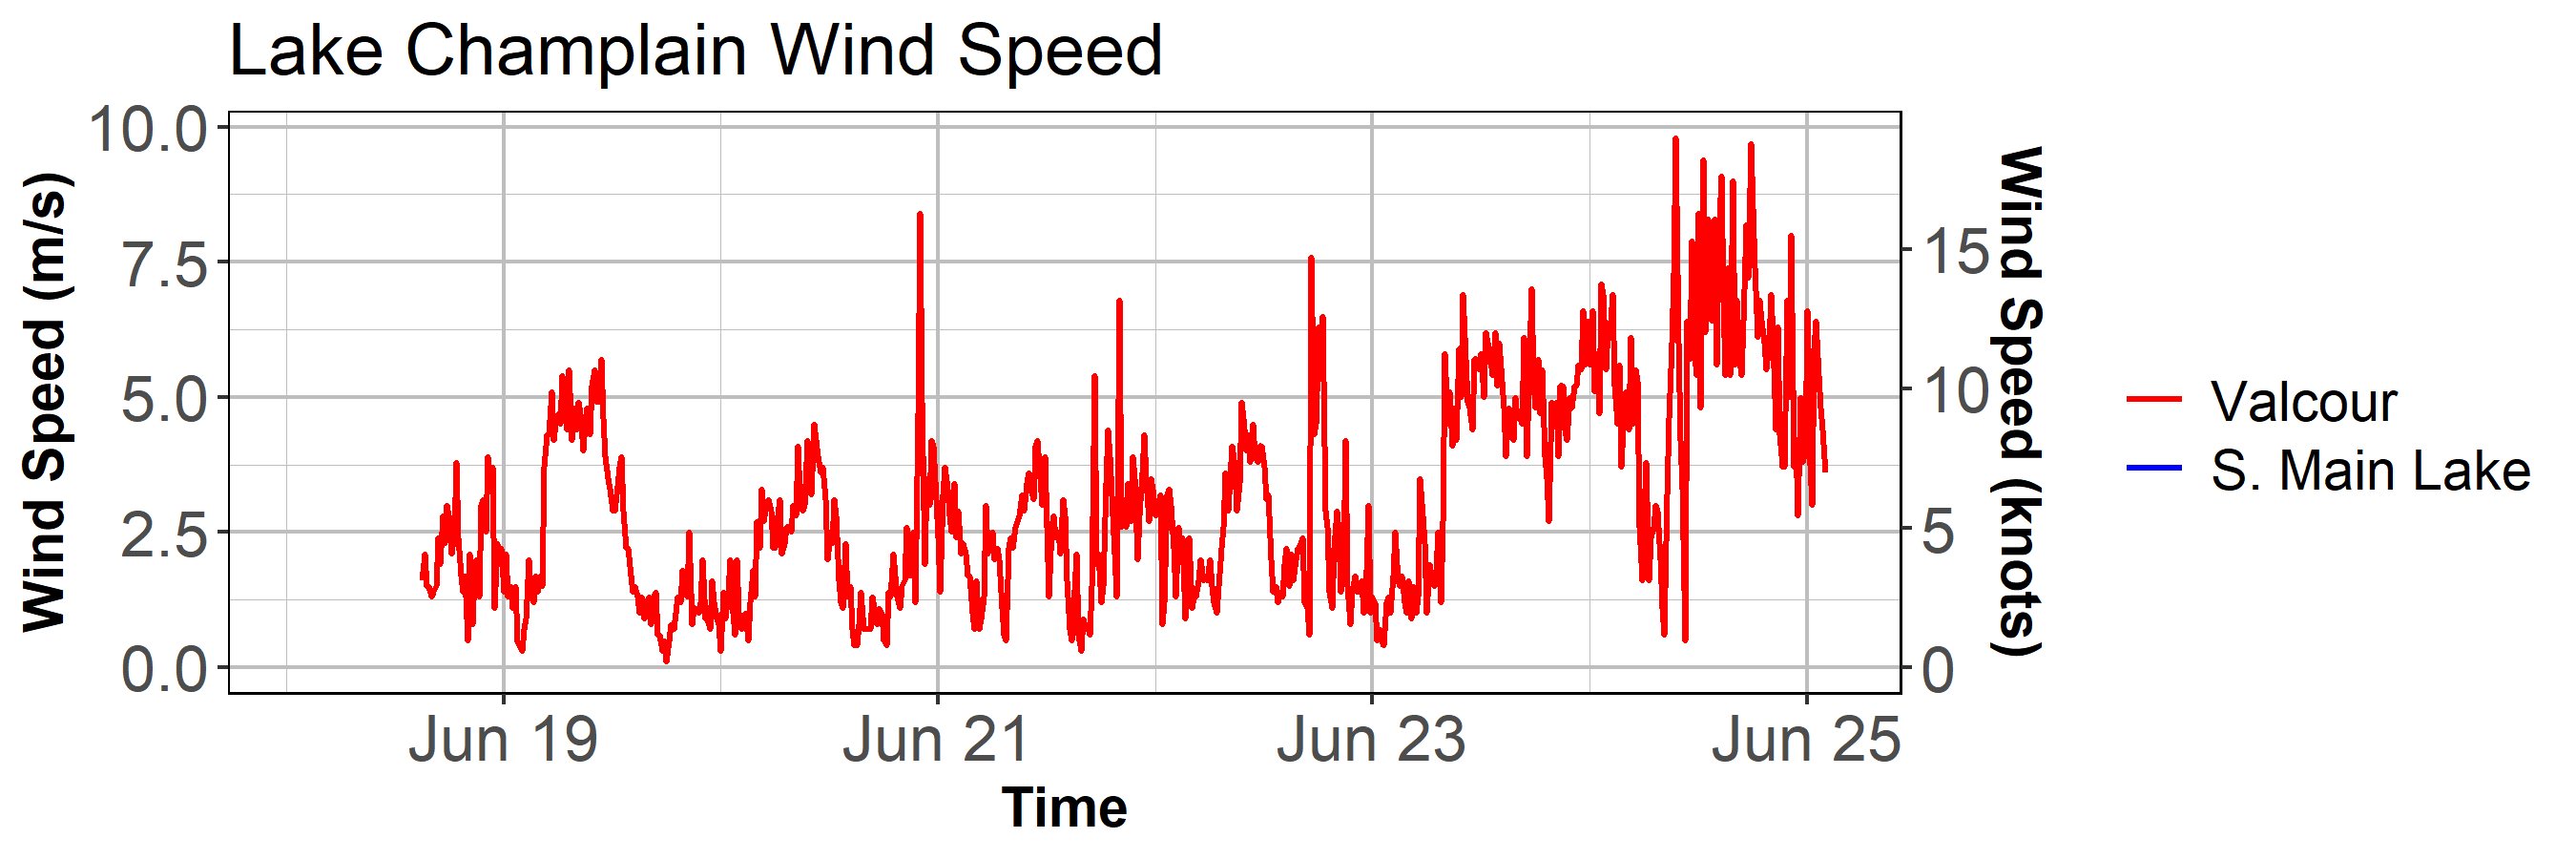 Lake Champlain Wind Speed
Wind Speed (m/s)
10.0
7.5
5.0
2.5
0.0
Wind Speed (knots)
15
10
5
0
Jun 19
Jun 21
Jun 23
Jun 25
Time
Valcour
S. Main Lake